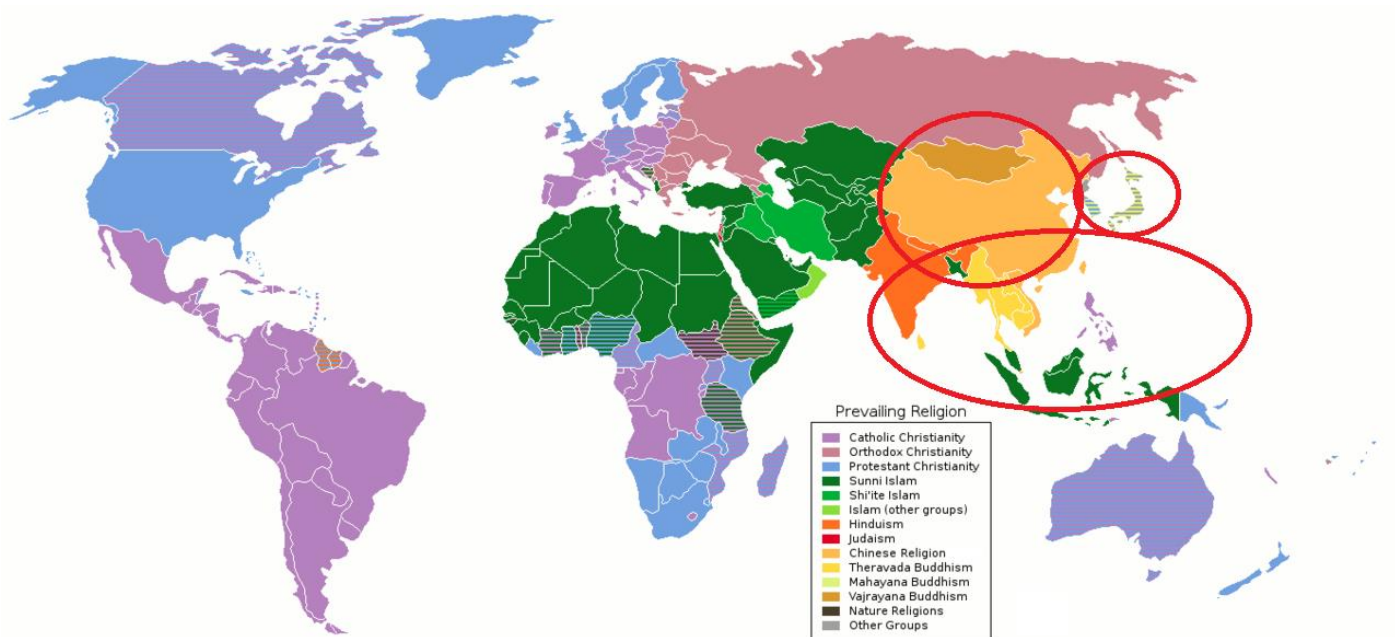 Prevailing Religion
Catholic Christianity
Orthodox Christianity
Protestant Christianity
Sunni Islam
Shi'ite Islam
Islam (other groups)
Hinduism
Judaism
Chinese Religion
Theravada Buddhism
Mahayana Buddhism
Vajrayana Buddhism
Nature Religions
Other Groups